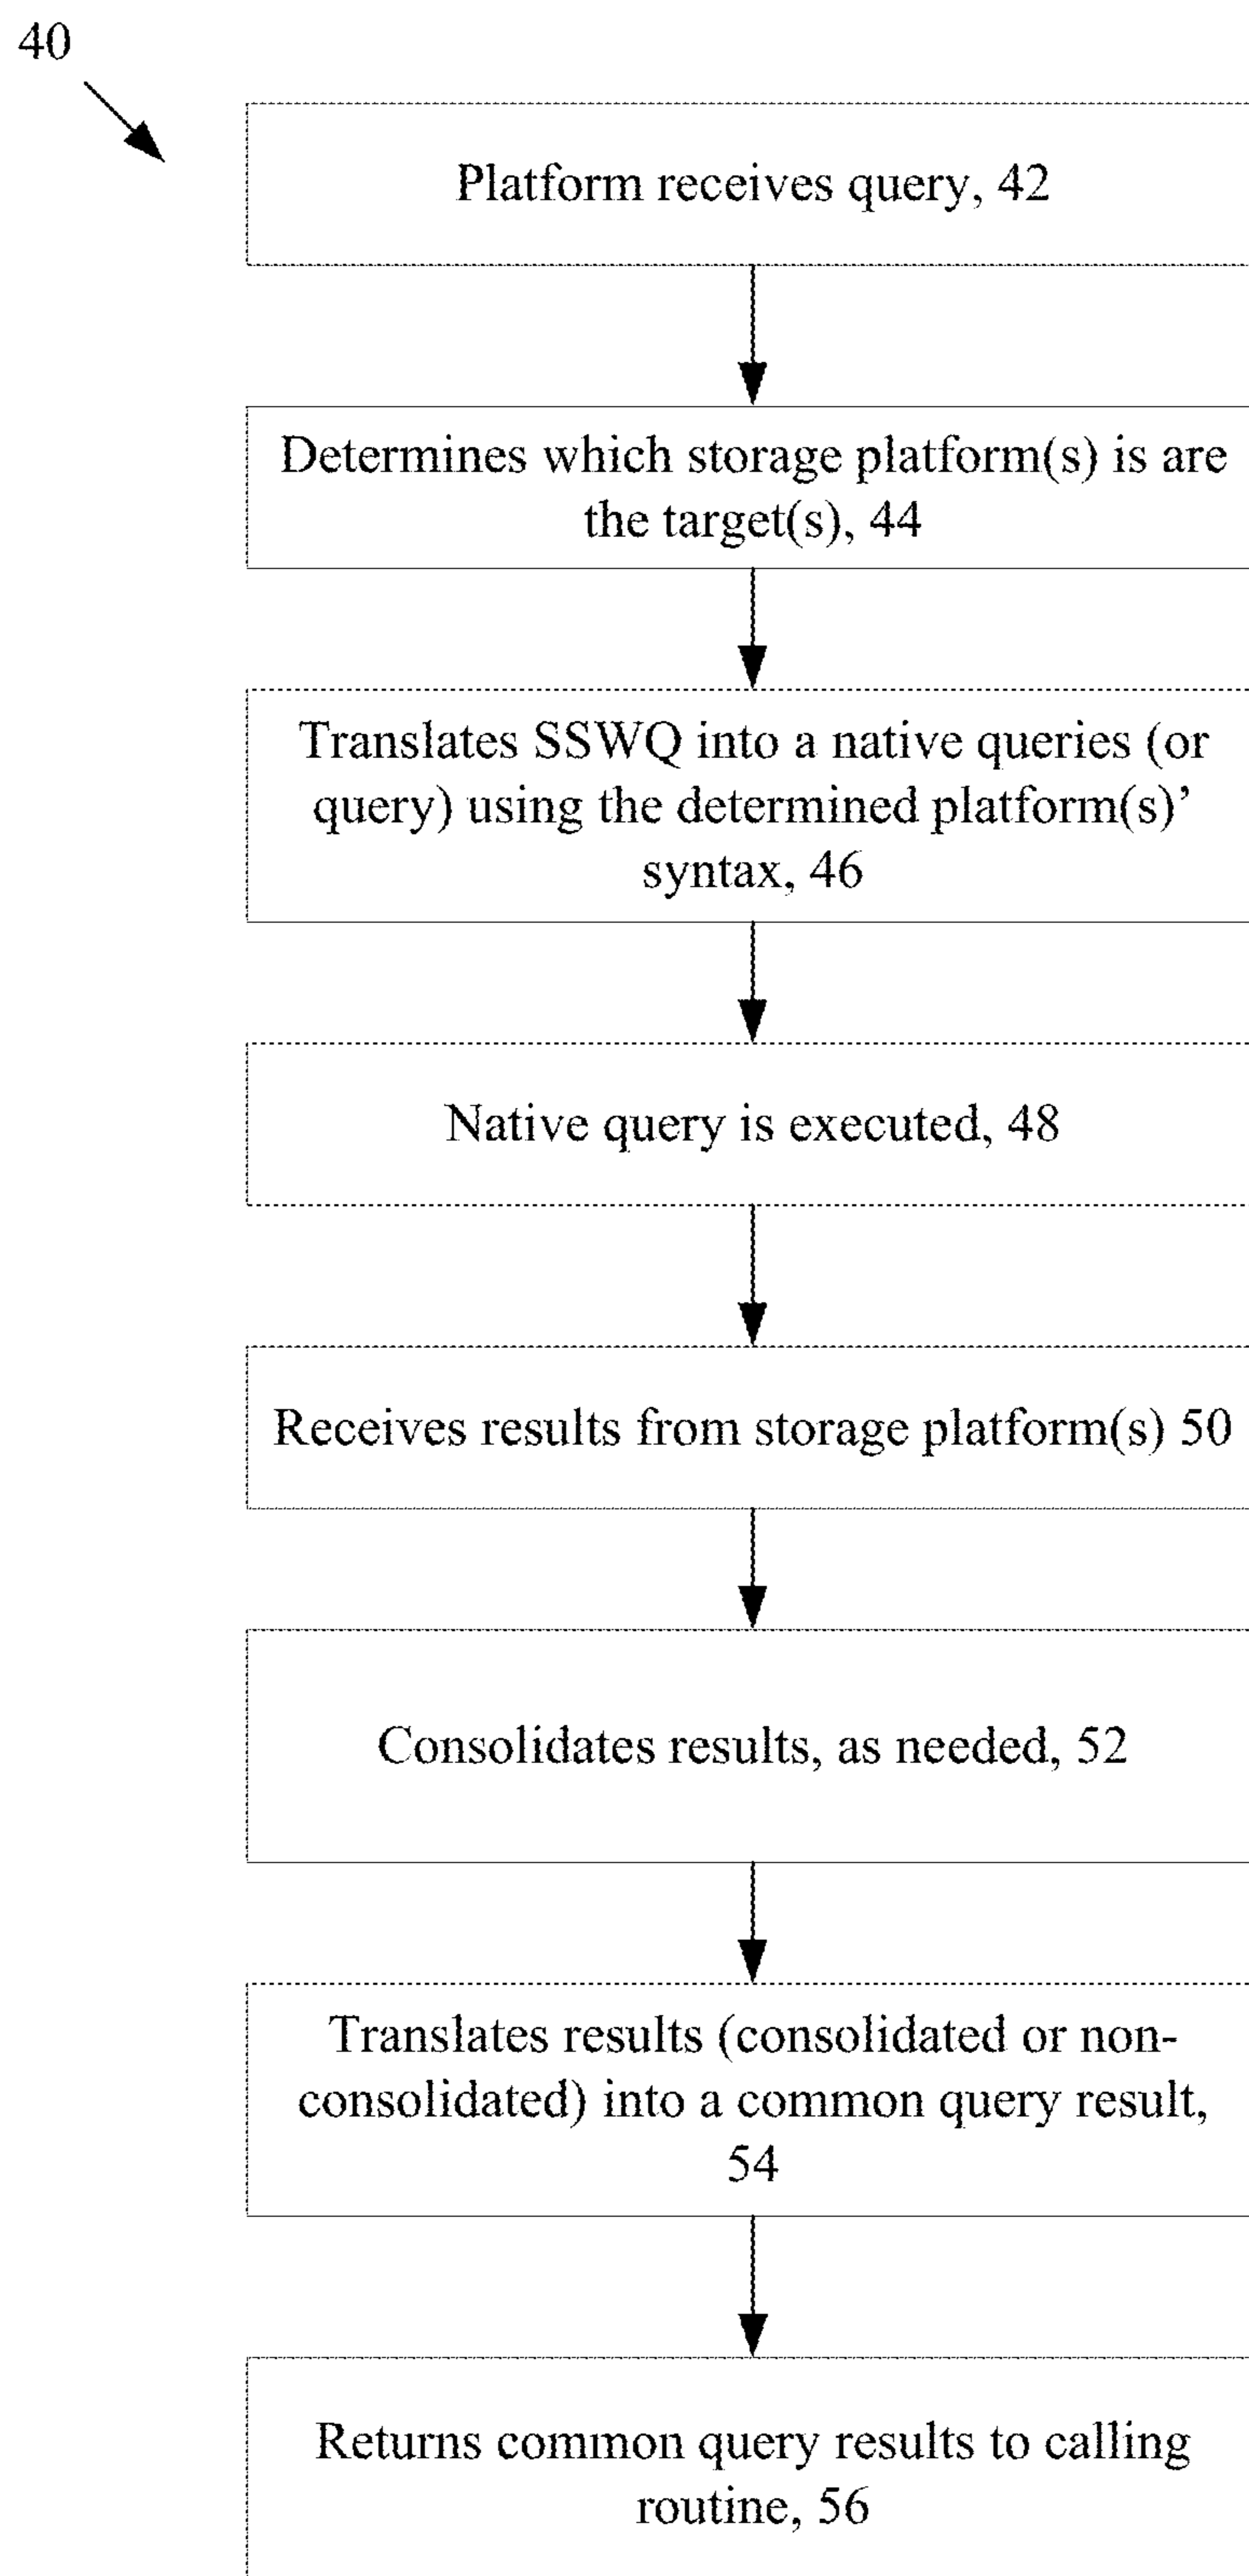 40
Platform receives query, 42
Determines which storage platform(s) is are
the target(s), 44
Translates SSWQ into a native queries (or
query) using the determined platform(s)’
syntax, 46
Native query is executed, 48
Receives results from storage platform(s) 50
Consolidates results, as needed, 52
Translates results (consolidated or non-
consolidated) into a common query result,
54
Returns common query results to calling
routine, 56